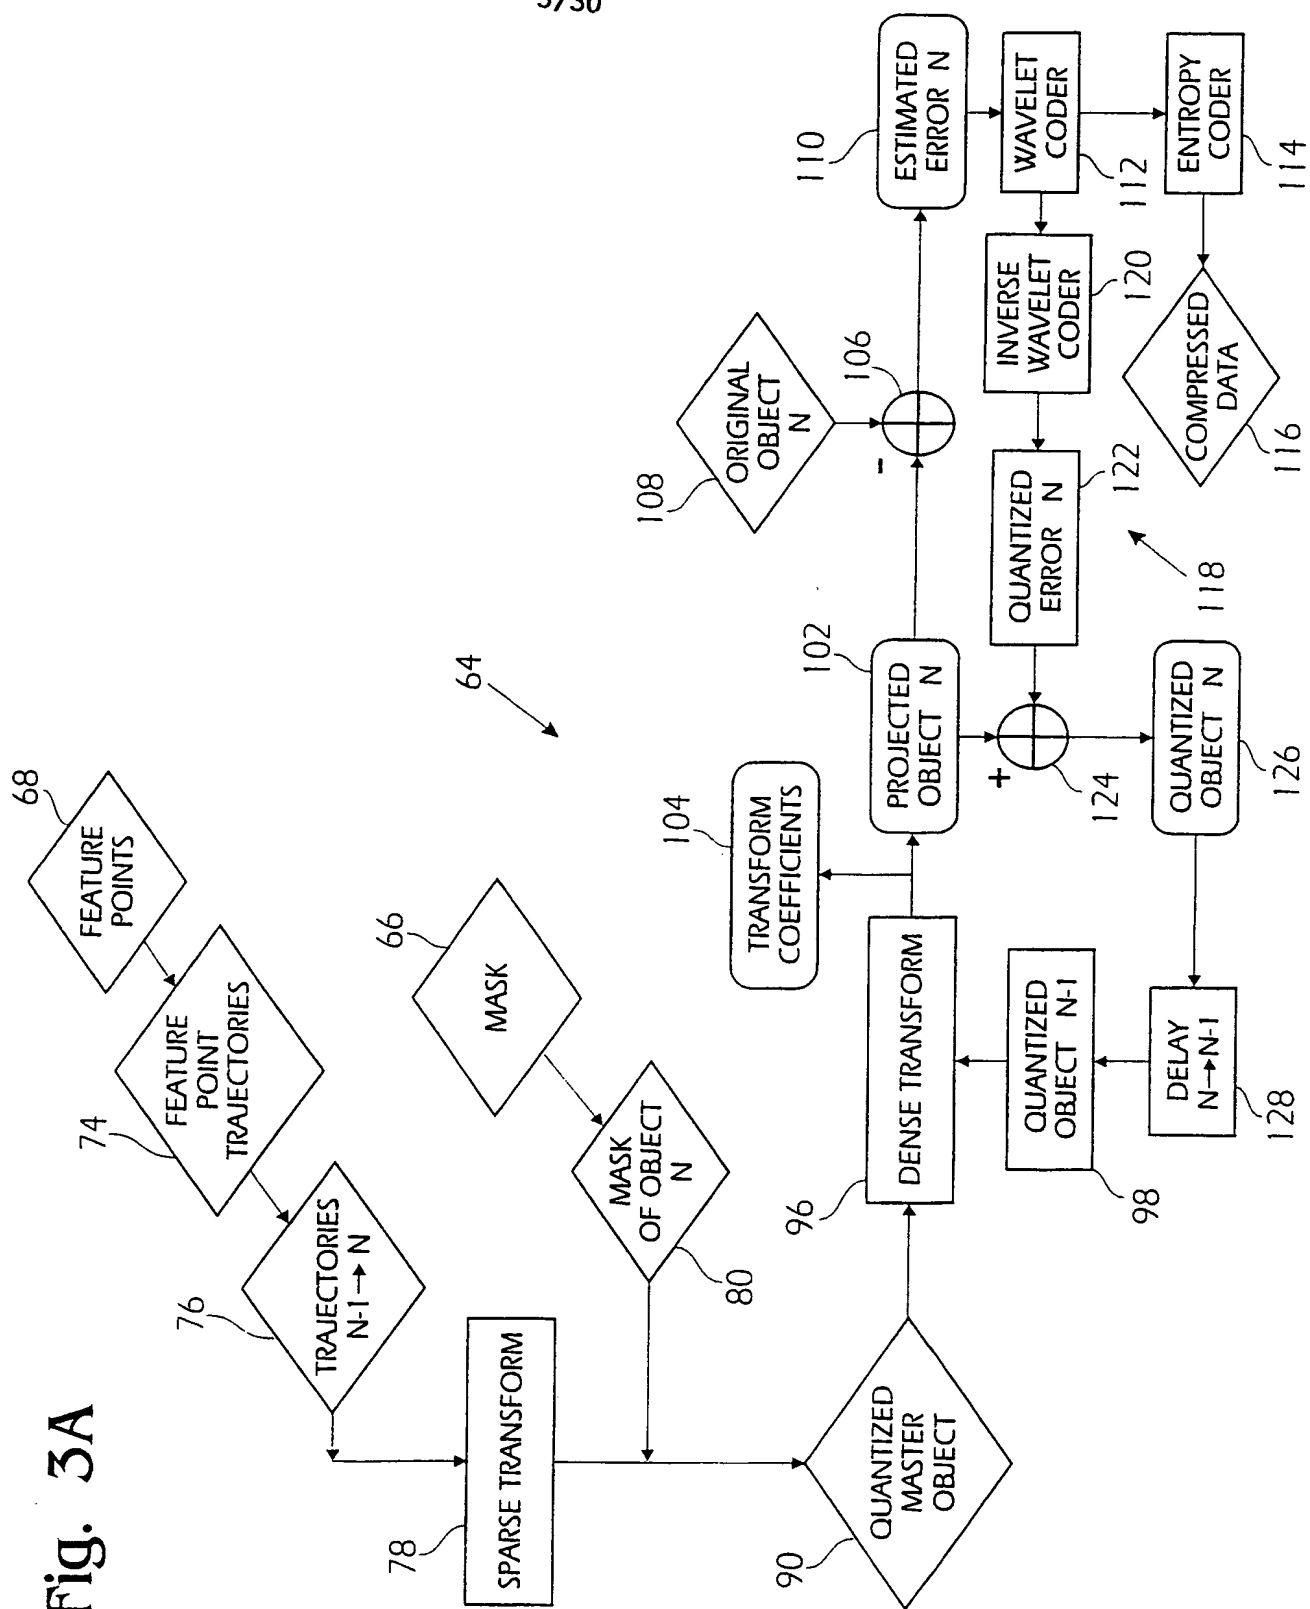 3/30
Fig. 3A
68
FEATURE
POINTS
74
FEATURE
POINT
TRAJECTORIES
76
TRAJECTORIES
N-1→N
78
SPARSE TRANSFORM
66
MASK
80
MASK
OF OBJECT
N
64
90
QUANTIZED
MASTER
OBJECT
96
DENSE TRANSFORM
104
TRANSFORM
COEFFICIENTS
98
QUANTIZED
OBJECT N-1
128
DELAY
N→N-1
102
PROJECTED
OBJECT N
+
124
126
QUANTIZED
OBJECT N
108
ORIGINAL
OBJECT
N
-
106
110
ESTIMATED
ERROR N
112
WAVELET
CODER
114
ENTROPY
CODER
116
COMPRESSED
DATA
120
INVERSE
WAVELET
CODER
122
QUANTIZED
ERROR N
118